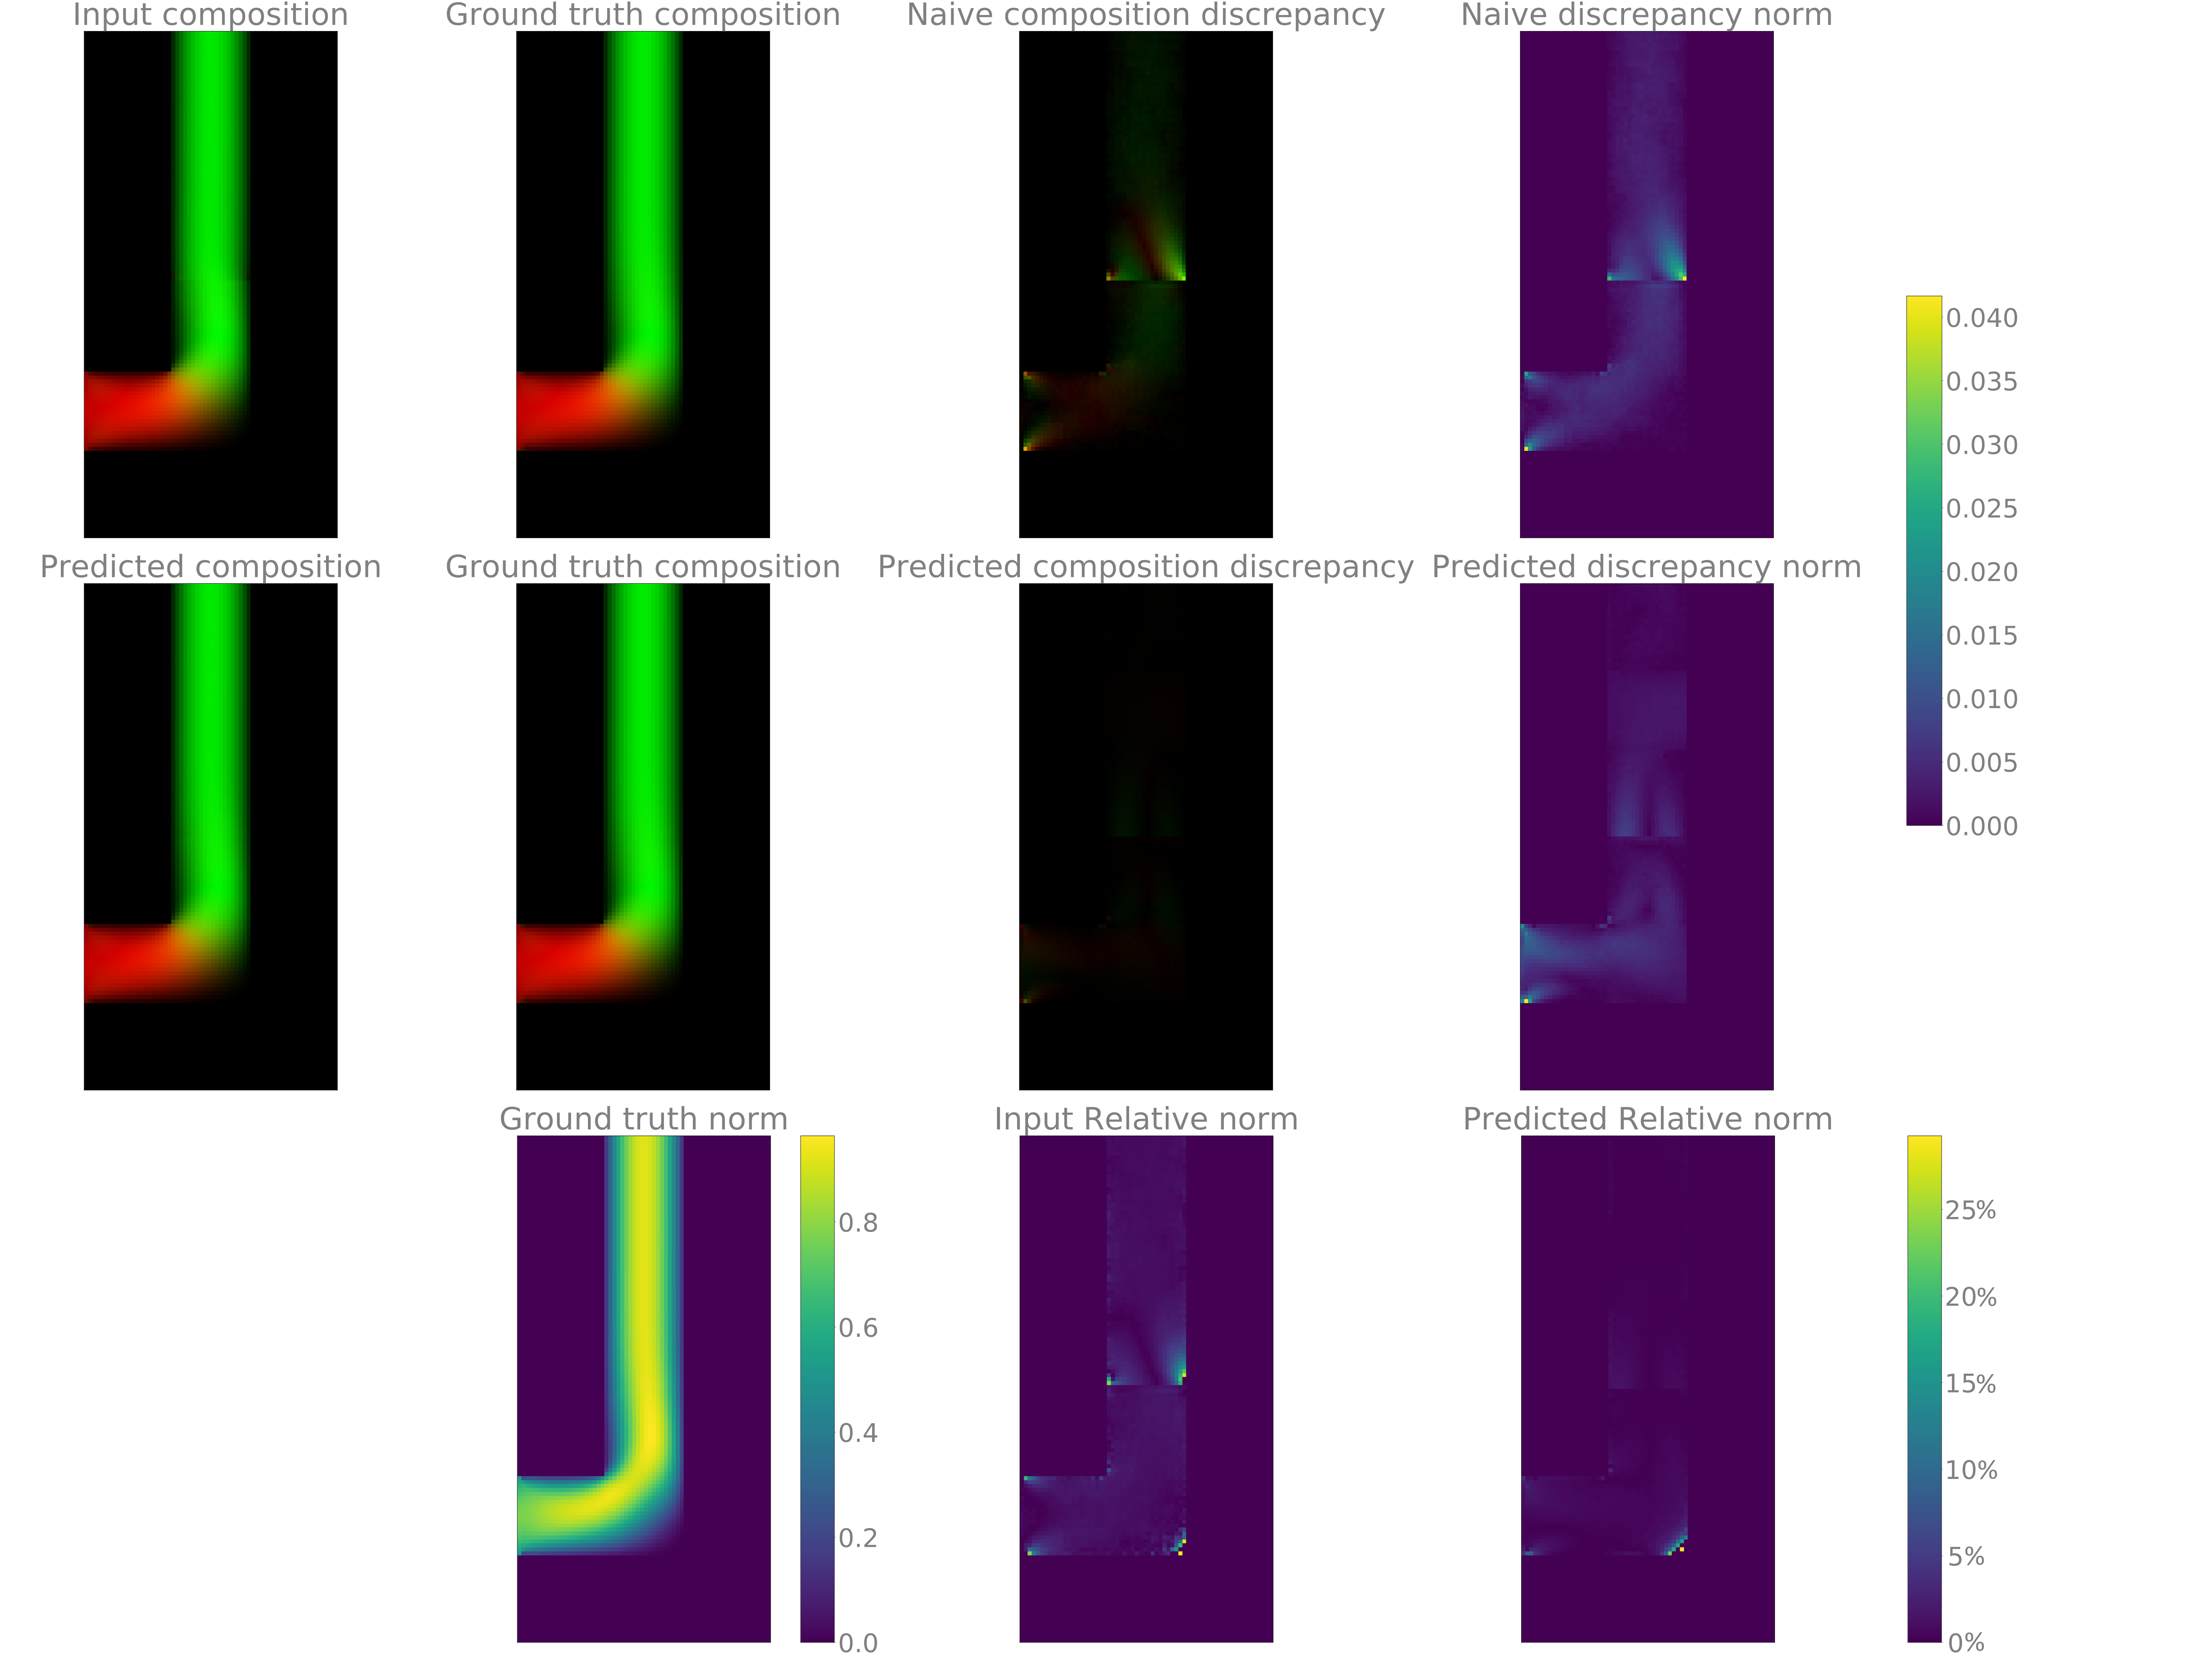 Input composition
Ground truth composition
Naive composition discrepancy
Naive discrepancy norm
0.040
0.035
0.030
0.025
0.020
0.015
0.010
0.005
0.000
Predicted composition
Ground truth composition
Predicted composition discrepancy
Predicted discrepancy norm
Ground truth norm
0.8
0.6
0.4
0.2
0.0
Input Relative norm
Predicted Relative norm
25%
20%
15%
10%
5%
0%